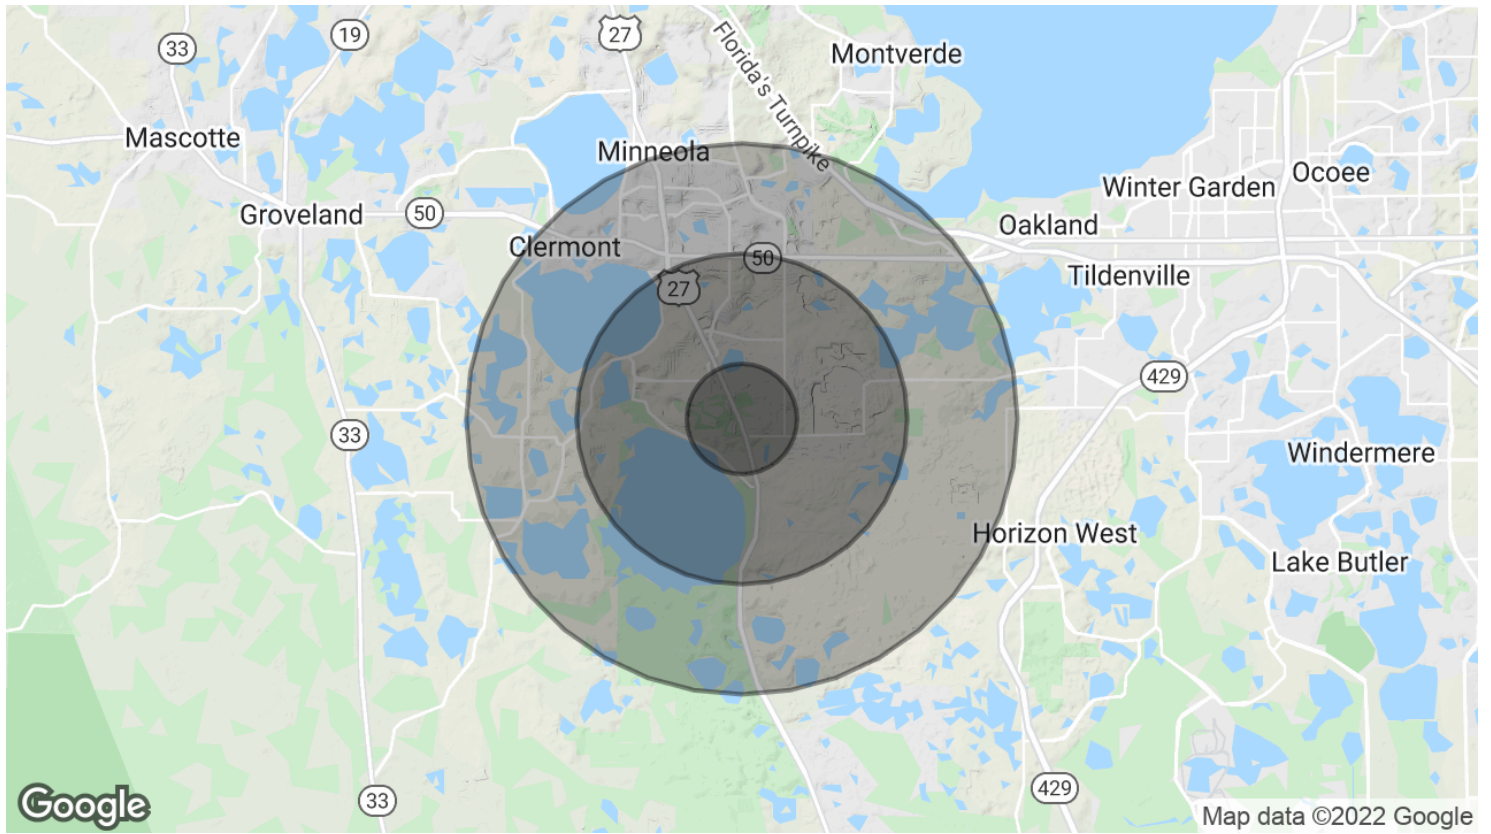 19
27
33
Florida's Turnpike
Montverde
Mascotte
Minneola
Ocoee
Winter Garden
Groveland
50
Oakland
Clermont
50
Tildenville
27
429
33
Windermere
Horizon West
Lake Butler
429
33
Google
Map data ©2022 Google